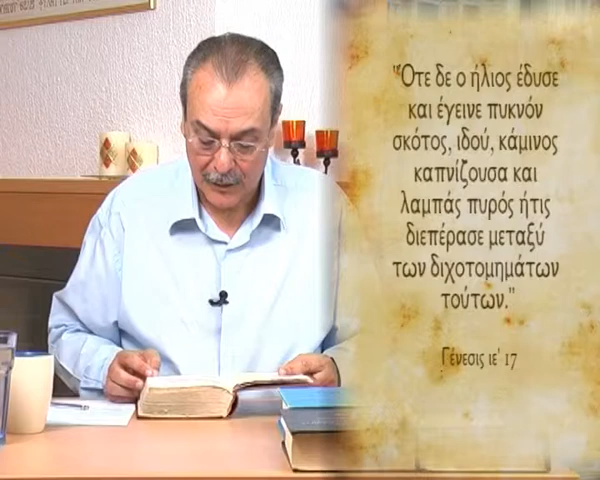 "Ότε δε ο ήλιος έδυσε
και έγεινε πυκνόν
σκότος, ιδού, κάμινος
καπνίζουσα και
λαμπάς πυρός ήτις
διεπέρασε μεταξύ
των διχοτομημάτων
τούτων."
Γένεσις ιε' 17